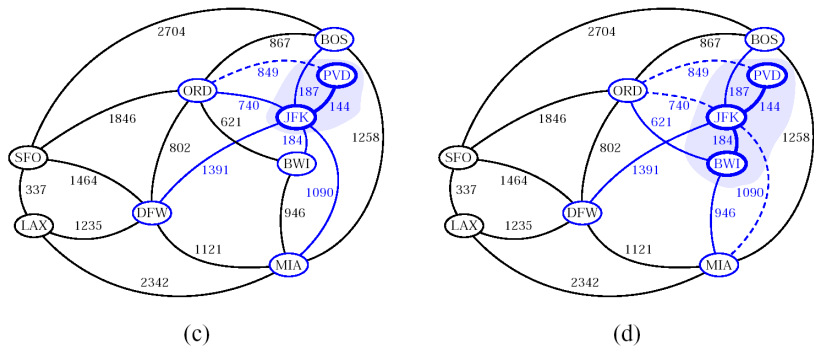 2704
BOS
867
PVD
849
187
ORD
144
740
JFK
1846
621
184
1258
802
BWI
SFO
1391
1464
337
1090
DFW
946
LAX
1235
1121
MIA
2342
(c)
2704
BOS
867
PVD
849
187
ORD
144
740
JFK
1846
621
184
1258
802
BWI
SFO
1391
1464
337
1090
DFW
946
LAX
1235
1121
MIA
2342
(d)